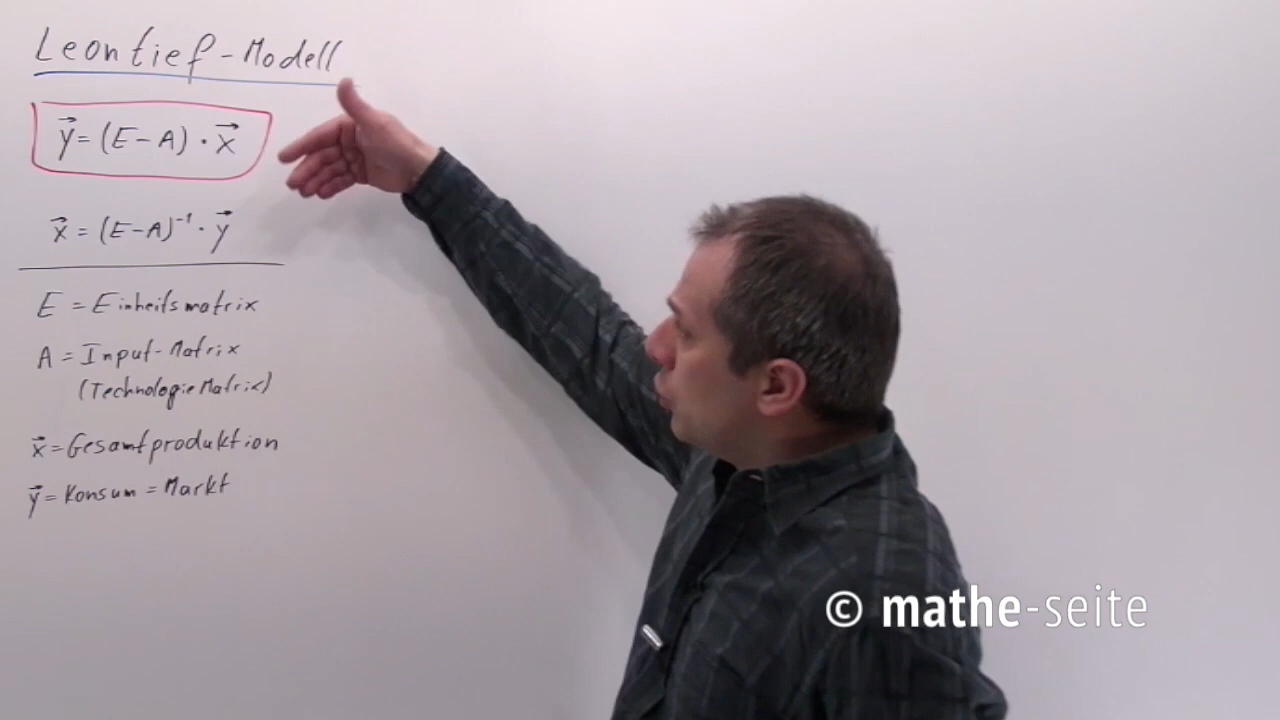 Leontief-Modell
y⃗ = (E-A) · x⃗
x⃗ = (E-A)⁻¹ · y⃗
E = Einheitsmatrix
A = Input-Matrix
(TechnologieMatrix)
x⃗ = Gesamtproduktion
y⃗ = Konsum = Markt
© mathe-seite